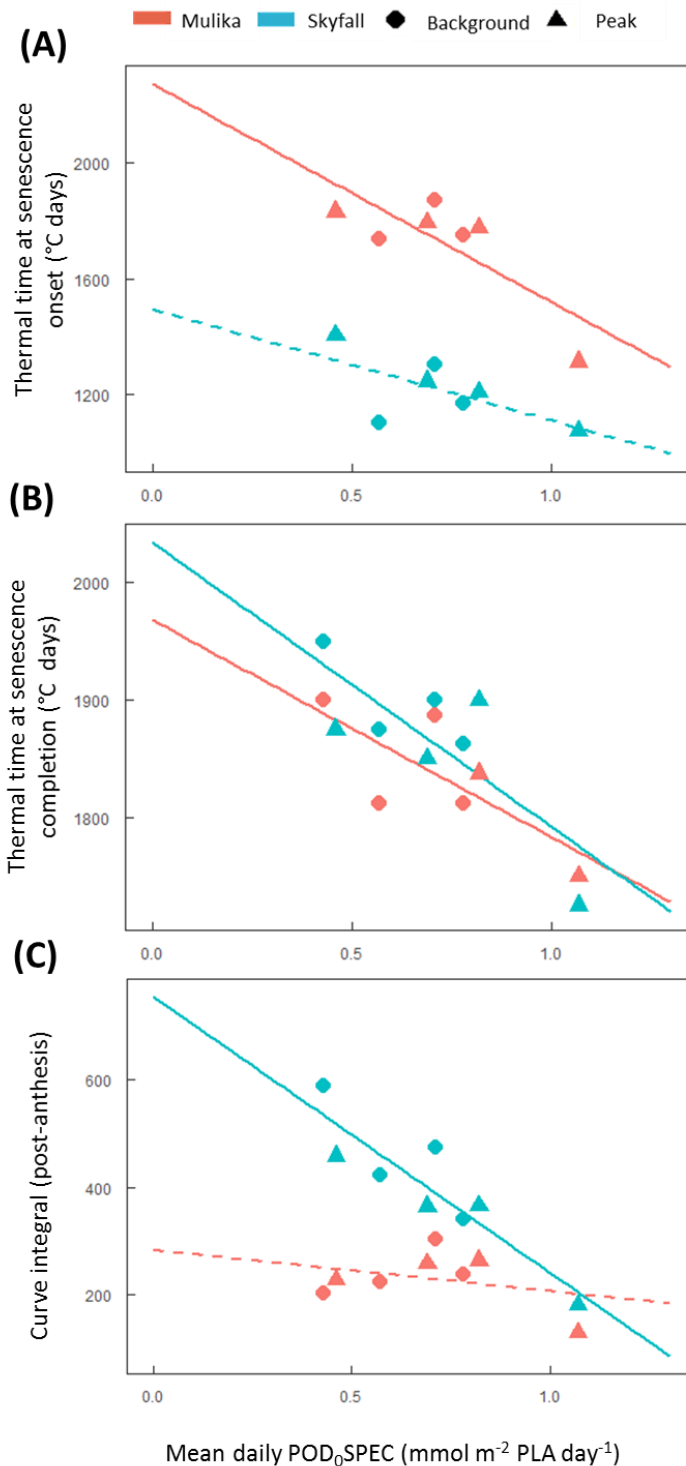 Mulika Skyfall Background Peak
(A)
Thermal time at senescence
onset (°C days)
2000
1600
1200
0.0 0.5 1.0
(B)
Thermal time at senescence
completion (°C days)
2000
1900
1800
0.0 0.5 1.0
(C)
Curve integral (post-anthesis)
600
400
200
0.0 0.5 1.0
Mean daily POD₀SPEC (mmol m⁻² PLA day⁻¹)